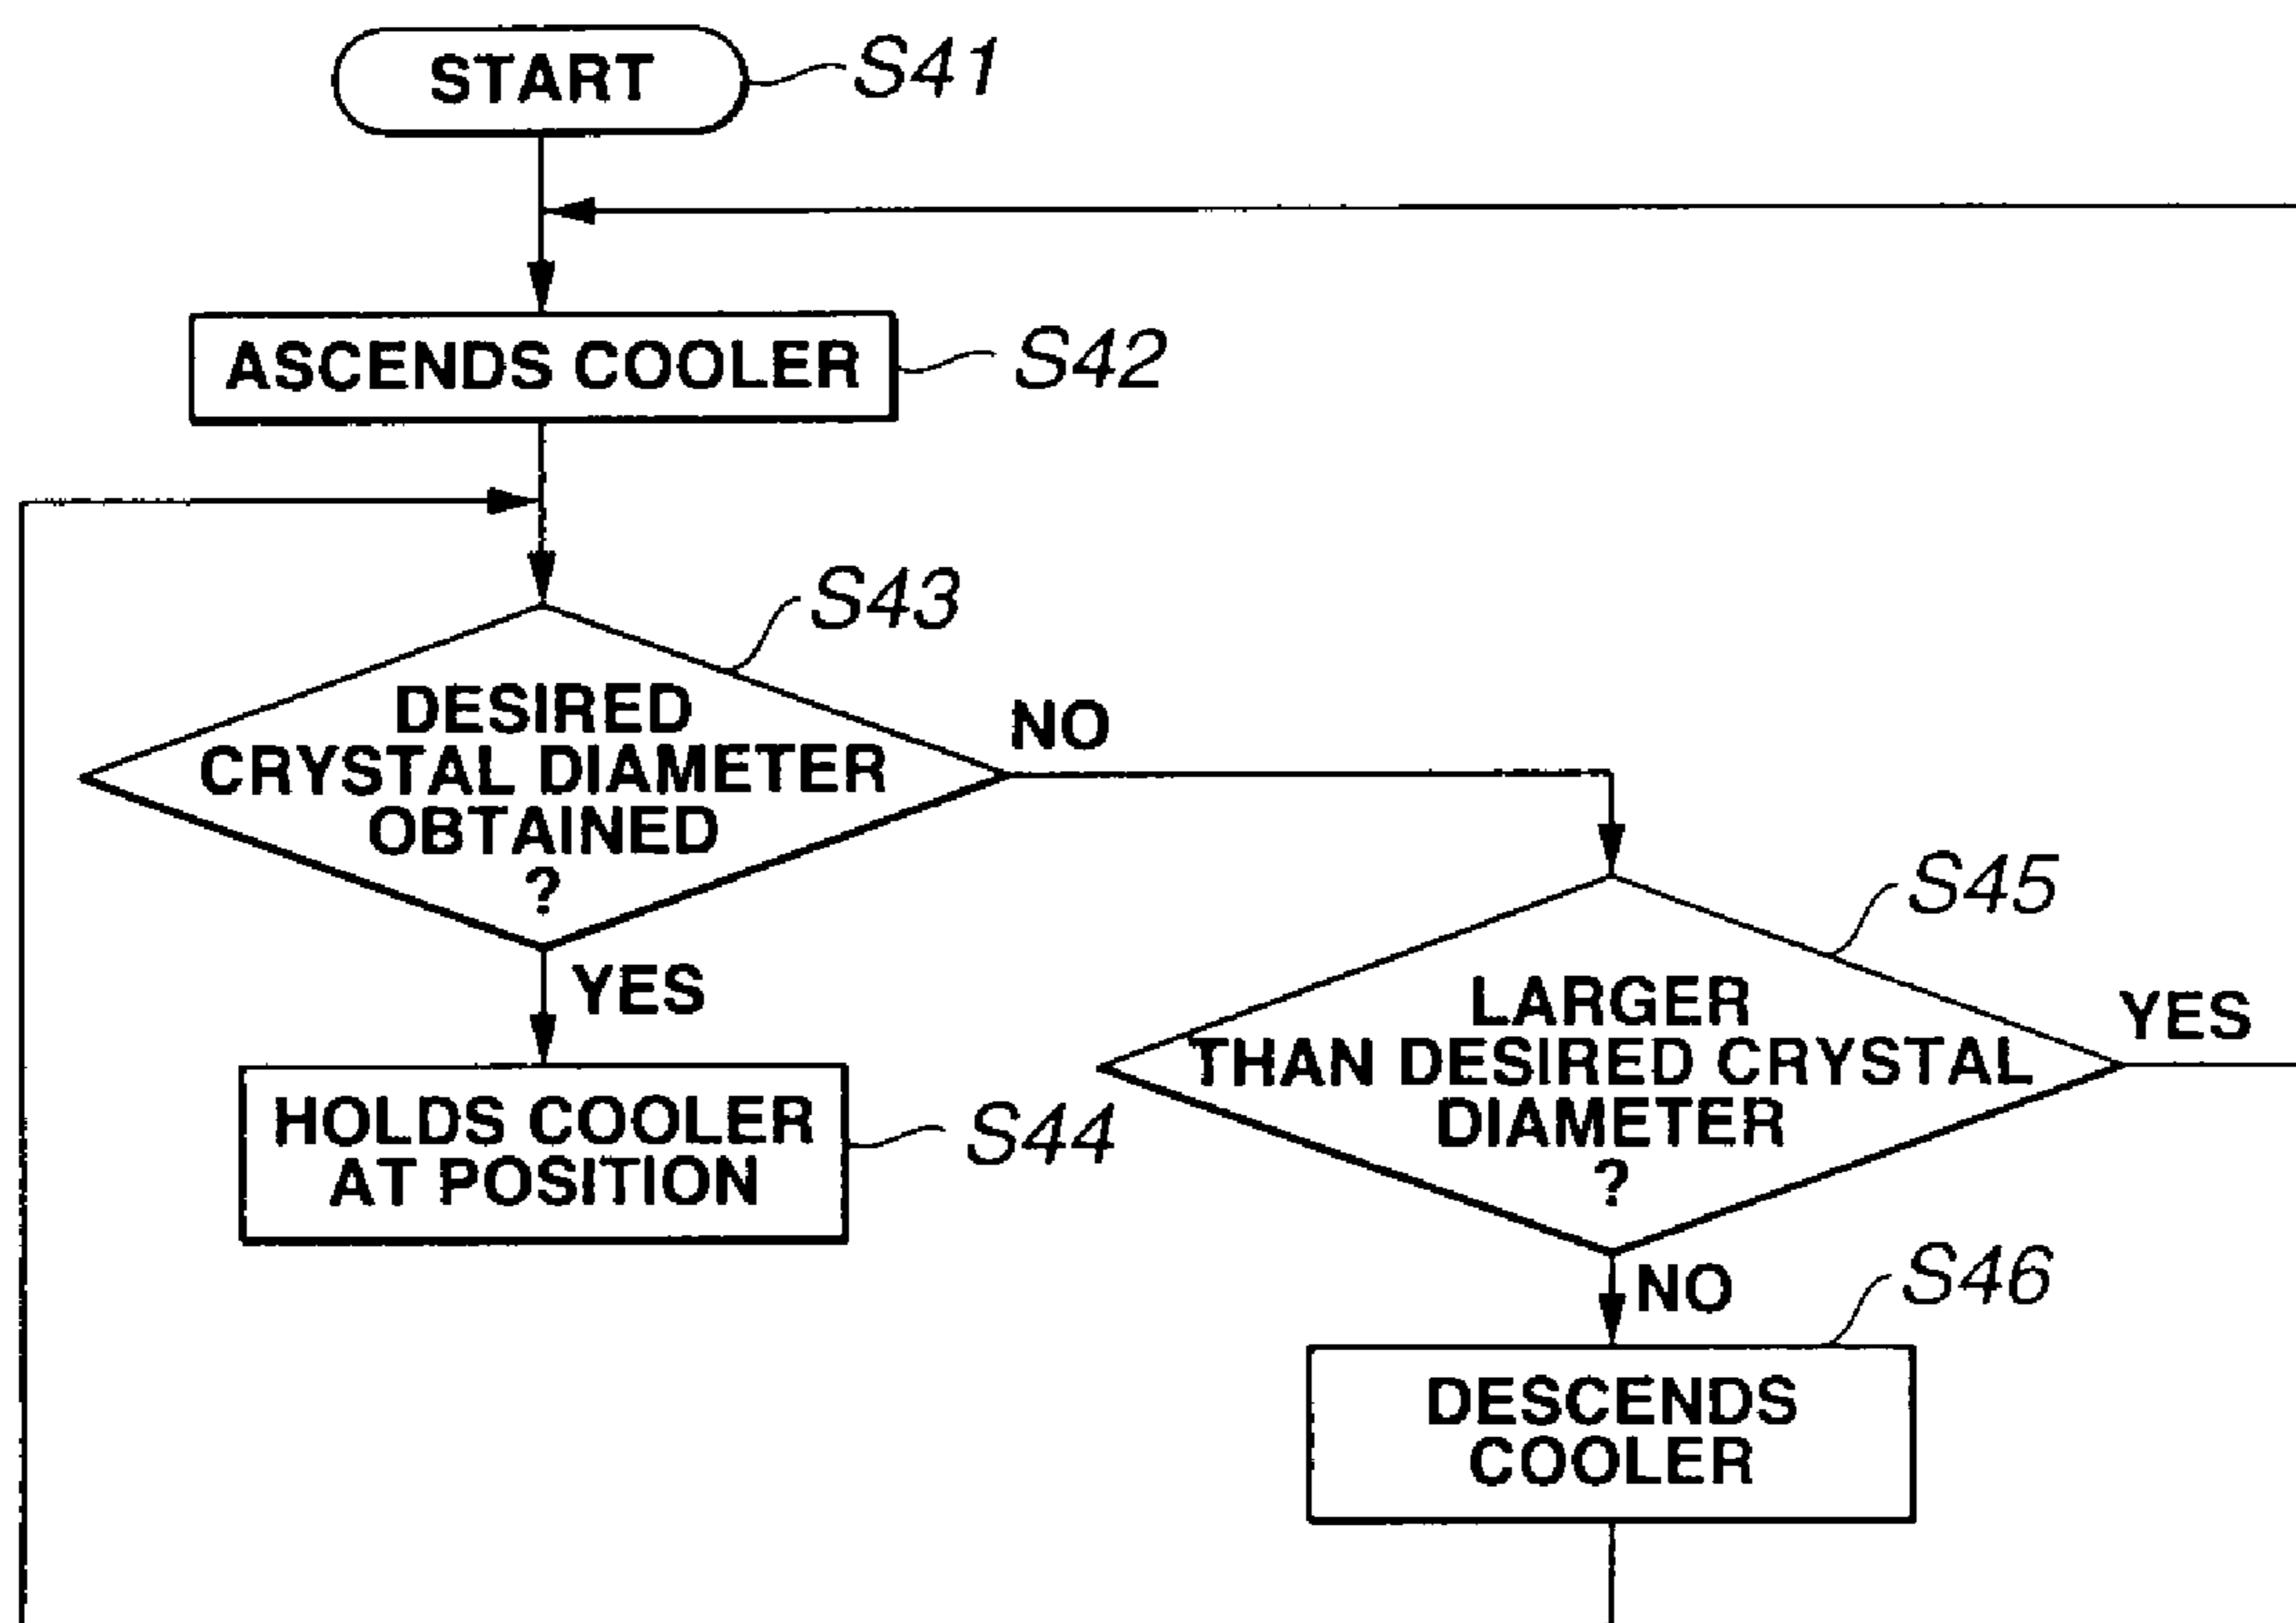 START
S41
ASCENDS COOLER
S42
S43
DESIRED
CRYSTAL DIAMETER
OBTAINED
?
NO
YES
HOLDS COOLER
AT POSITION
S44
S45
LARGER
THAN DESIRED CRYSTAL
DIAMETER
?
YES
NO
S46
DESCENDS
COOLER